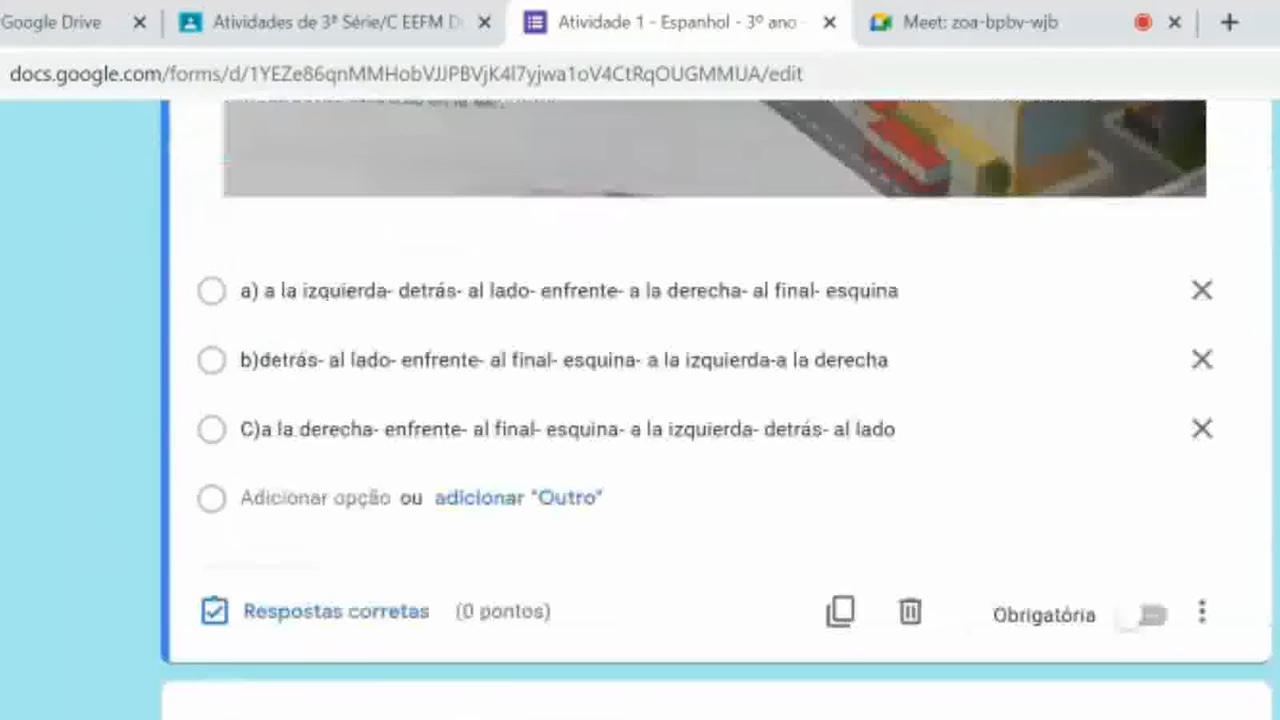 Google Drive
Atividades de 3ª Série/C EEFM D
Atividade 1 - Espanhol - 3º ano -
Meet: zoa-bpbv-wjb
docs.google.com/forms/d/1YEZe86qnMMHobVJJPBVjK4l7yjwa1oV4CtRqOUGMMUA/edit
a) a la izquierda- detrás- al lado- enfrente- a la derecha- al final- esquina
b)detrás- al lado- enfrente- al final- esquina- a la izquierda-a la derecha
C)a la derecha- enfrente- al final- esquina- a la izquierda- detrás- al lado
Adicionar opção ou adicionar "Outro"
Respostas corretas (0 pontos)
Obrigatória